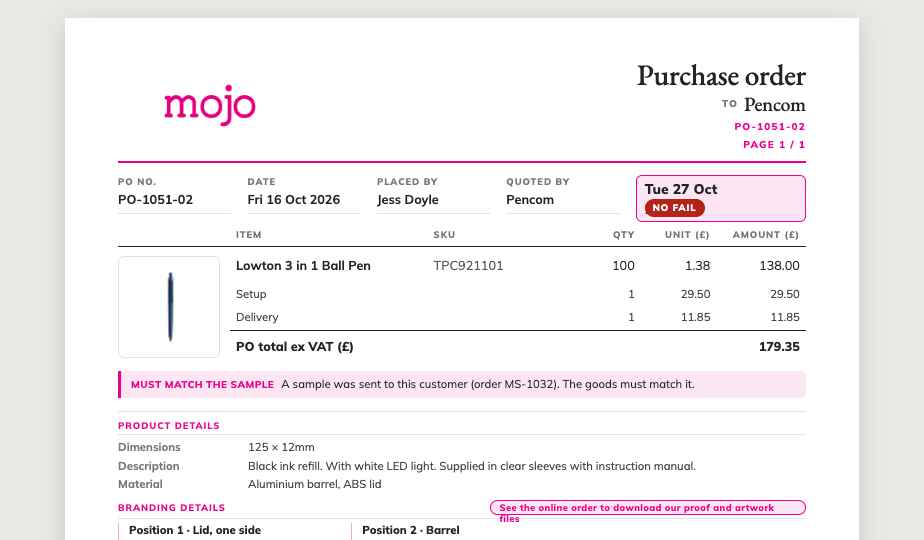 mojo
Purchase order
TO Pencom
PO-1051-02
PAGE 1 / 1
PO NO. DATE PLACED BY QUOTED BY
PO-1051-02 Fri 16 Oct 2026 Jess Doyle Pencom
Tue 27 Oct
NO FAIL
ITEM SKU QTY UNIT (£) AMOUNT (£)
Lowton 3 in 1 Ball Pen TPC921101 100 1.38 138.00
Setup 1 29.50 29.50
Delivery 1 11.85 11.85
PO total ex VAT (£) 179.35
MUST MATCH THE SAMPLE A sample was sent to this customer (order MS-1032). The goods must match it.
PRODUCT DETAILS
Dimensions 125 × 12mm
Description Black ink refill. With white LED light. Supplied in clear sleeves with instruction manual.
Material Aluminium barrel, ABS lid
BRANDING DETAILS
See the online order to download our proof and artwork
files
Position 1 · Lid, one side Position 2 · Barrel